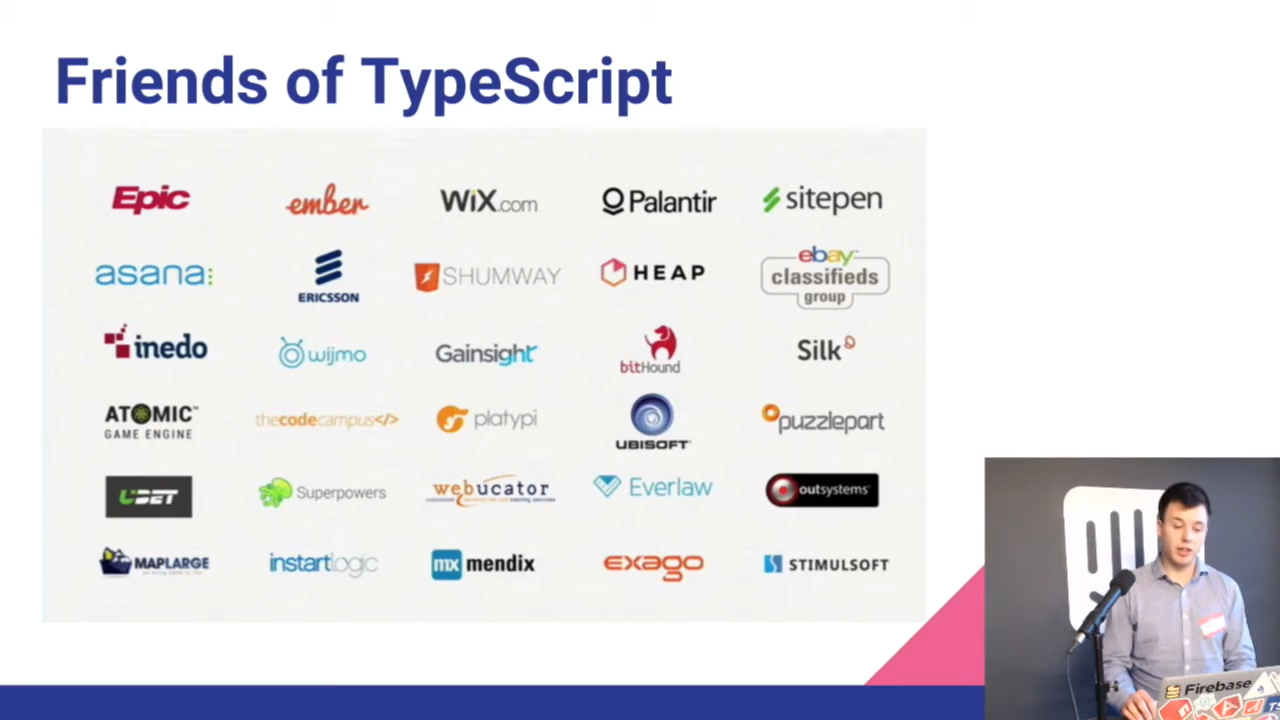 Friends of TypeScript
Epic
ember
WiX.com
Palantir
sitepen
asana:
ERICSSON
SHUMWAY
HEAP
ebay
classifieds
group
inedo
wijmo
Gainsight
bitHound
Silk
ATOMIC™
GAME ENGINE
thecodecampus</>
platypi
UBISOFT
puzzlepart
UBET
Superpowers
webucator
Everlaw
outsystems
MAPLARGE
instartlogic
mx mendix
exago
STIMULSOFT
Firebase